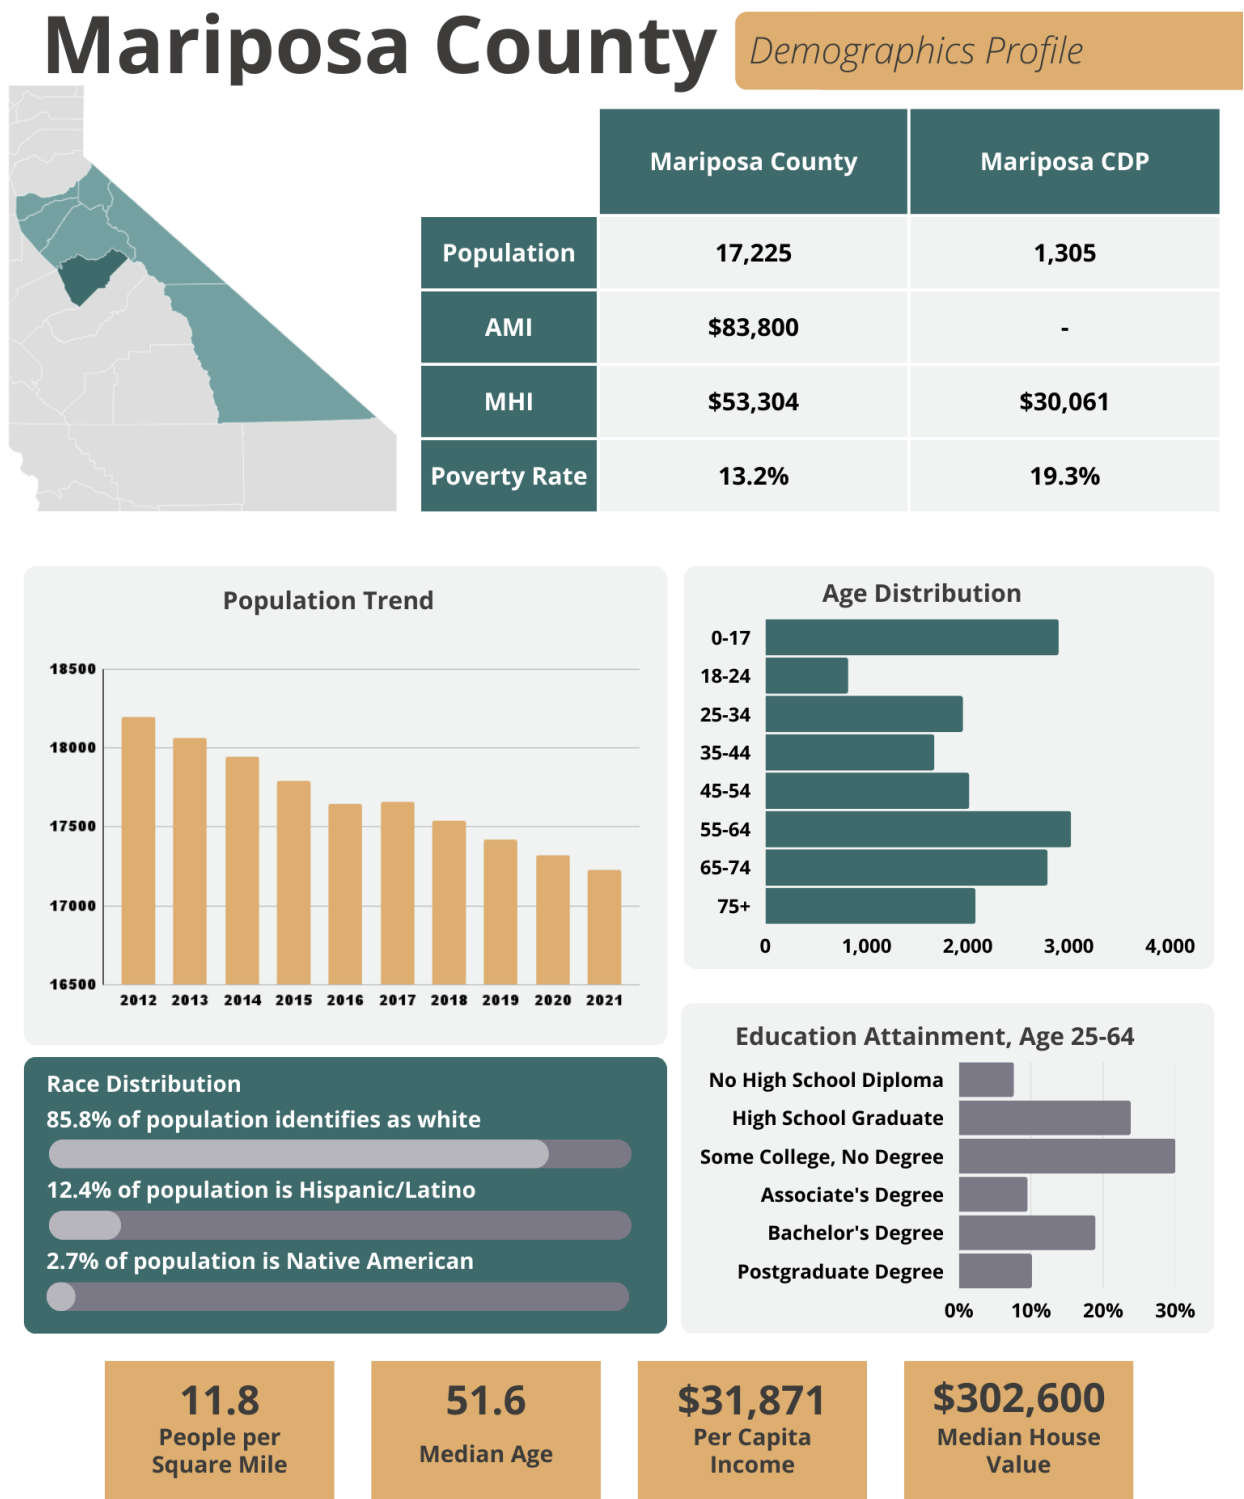 Mariposa County
Demographics Profile
Mariposa County Mariposa CDP
Population 17,225 1,305
AMI $83,800 -
MHI $53,304 $30,061
Poverty Rate 13.2% 19.3%
Population Trend
18500
18000
17500
17000
16500
2012 2013 2014 2015 2016 2017 2018 2019 2020 2021
Age Distribution
0-17
18-24
25-34
35-44
45-54
55-64
65-74
75+
0 1,000 2,000 3,000 4,000
Race Distribution
85.8% of population identifies as white
12.4% of population is Hispanic/Latino
2.7% of population is Native American
Education Attainment, Age 25-64
No High School Diploma
High School Graduate
Some College, No Degree
Associate's Degree
Bachelor's Degree
Postgraduate Degree
0% 10% 20% 30%
11.8
People per
Square Mile
51.6
Median Age
$31,871
Per Capita
Income
$302,600
Median House
Value